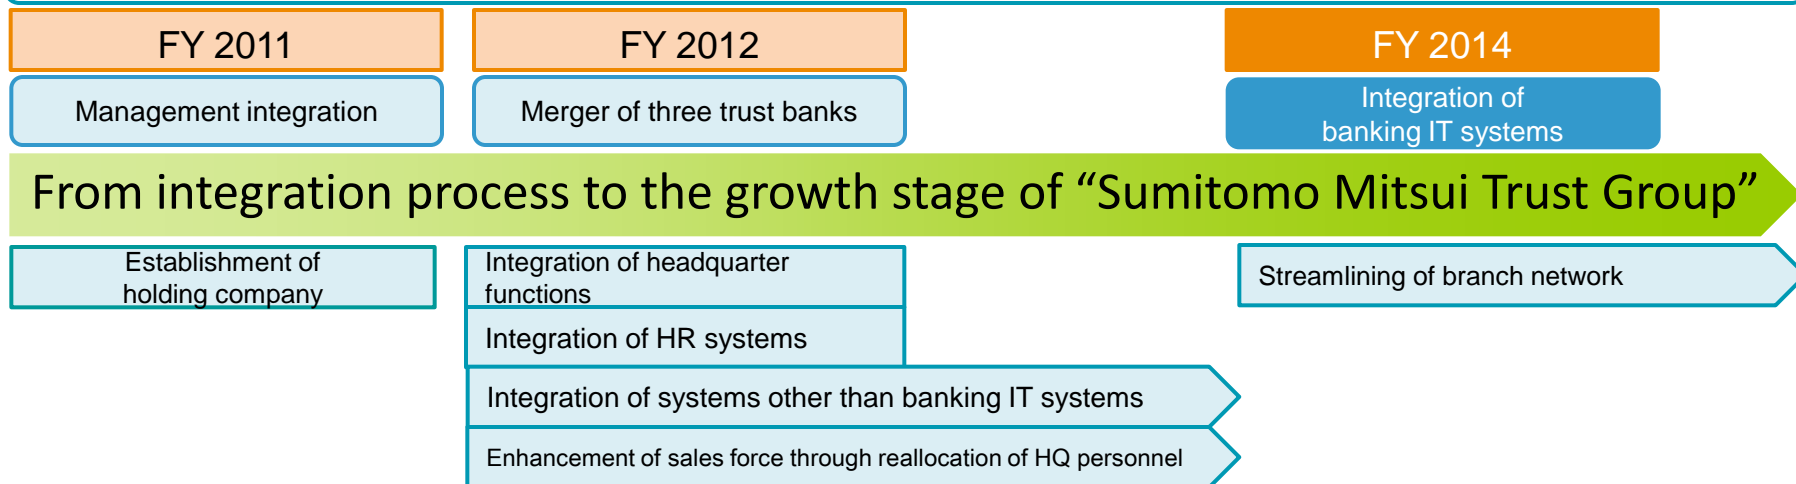 FY 2011
FY 2012
FY 2014
Management integration
Merger of three trust banks
Integration of
banking IT systems
From integration process to the growth stage of “Sumitomo Mitsui Trust Group”
Establishment of
holding company
Integration of headquarter
functions
Streamlining of branch network
Integration of HR systems
Integration of systems other than banking IT systems
Enhancement of sales force through reallocation of HQ personnel